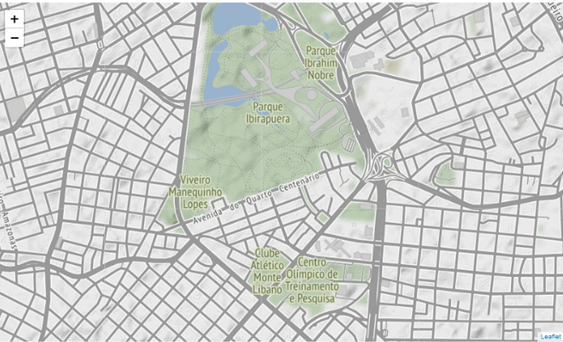 +
−
Parque
Ibrahim
Nobre
Parque
Ibirapuera
Viveiro
Manequinho
Lopes
Avenida do Quarto Centenário
Clube
Atlético
Monte
Líbano
Centro
Olímpico de
Treinamento
e Pesquisa
Leaflet